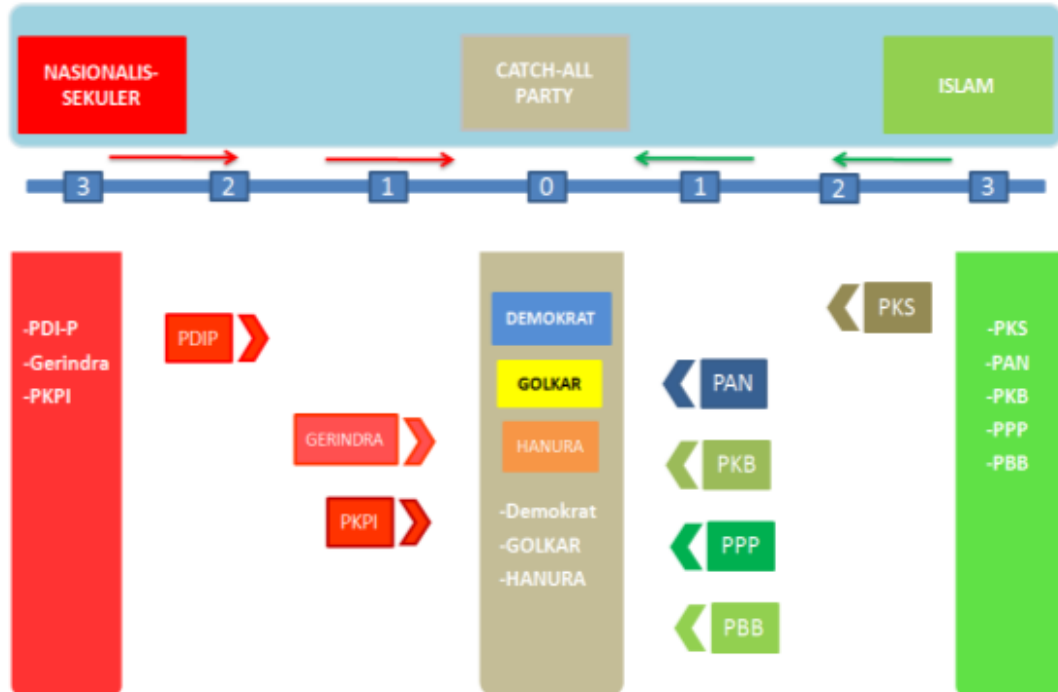 NASIONALIS-
SEKULER
CATCH-ALL
PARTY
ISLAM
3 2 1 0 1 2 3
-PDI-P
-Gerindra
-PKPI
PDIP
GERINDRA
PKPI
DEMOKRAT
GOLKAR
HANURA
-Demokrat
-GOLKAR
-HANURA
PKS
PAN
PKB
PPP
PBB
-PKS
-PAN
-PKB
-PPP
-PBB